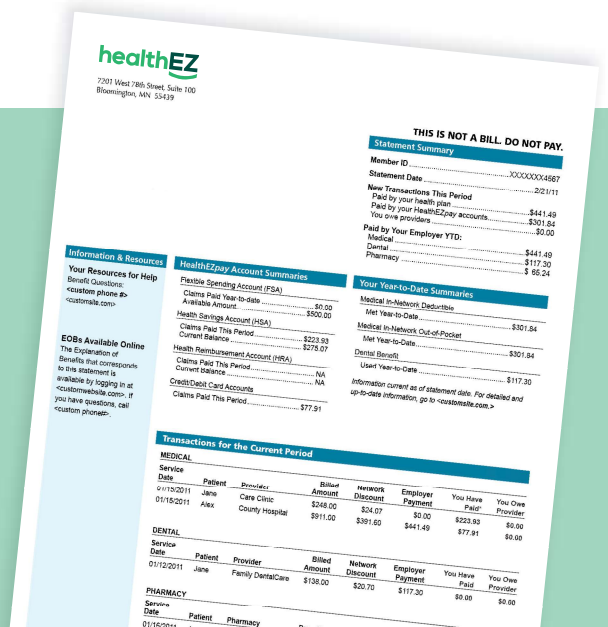 healthEZ
7201 West 78th Street, Suite 100
Bloomington, MN 55439
THIS IS NOT A BILL. DO NOT PAY.
Statement Summary
Member ID XXXXXXX4567
Statement Date 2/21/11
New Transactions This Period
Paid by your health plan $441.49
Paid by your HealthEZpay accounts $301.84
You owe providers $0.00
Paid by Your Employer YTD:
Medical $441.49
Dental $117.30
Pharmacy $ 65.24
Information & Resources
Your Resources for Help
Benefit Questions:
<custom phone #>
<customsite.com>
EOBs Available Online
The Explanation of
Benefits that corresponds
to this statement is
available by logging in at
<customwebsite.com>. If
you have questions, call
<custom phone#>.
HealthEZpay Account Summaries
Flexible Spending Account (FSA)
Claims Paid Year-to-date $0.00
Available Amount $500.00
Health Savings Account (HSA)
Claims Paid This Period $223.93
Current Balance $275.07
Health Reimbursement Account (HRA)
Claims Paid This Period NA
Current Balance NA
Credit/Debit Card Accounts
Claims Paid This Period $77.91
Your Year-to-Date Summaries
Medical In-Network Deductible
Met Year-to-Date $301.84
Medical In-Network Out-of-Pocket
Met Year-to-Date $301.84
Dental Benefit
Used Year-to-Date $117.30
Information current as of statement date. For detailed and
up-to-date information, go to <customsite.com.>
Transactions for the Current Period
MEDICAL
Service Date Patient Provider Billed Amount Network Discount Employer Payment You Have Paid* You Owe Provider
01/15/2011 Jane Care Clinic $248.00 $24.07 $0.00 $223.93 $0.00
01/15/2011 Alex County Hospital $911.00 $391.60 $441.49 $77.91 $0.00
DENTAL
Service Date Patient Provider Billed Amount Network Discount Employer Payment You Have Paid You Owe Provider
01/12/2011 Jane Family DentalCare $138.00 $20.70 $117.30 $0.00 $0.00
PHARMACY
Service Date Patient Pharmacy